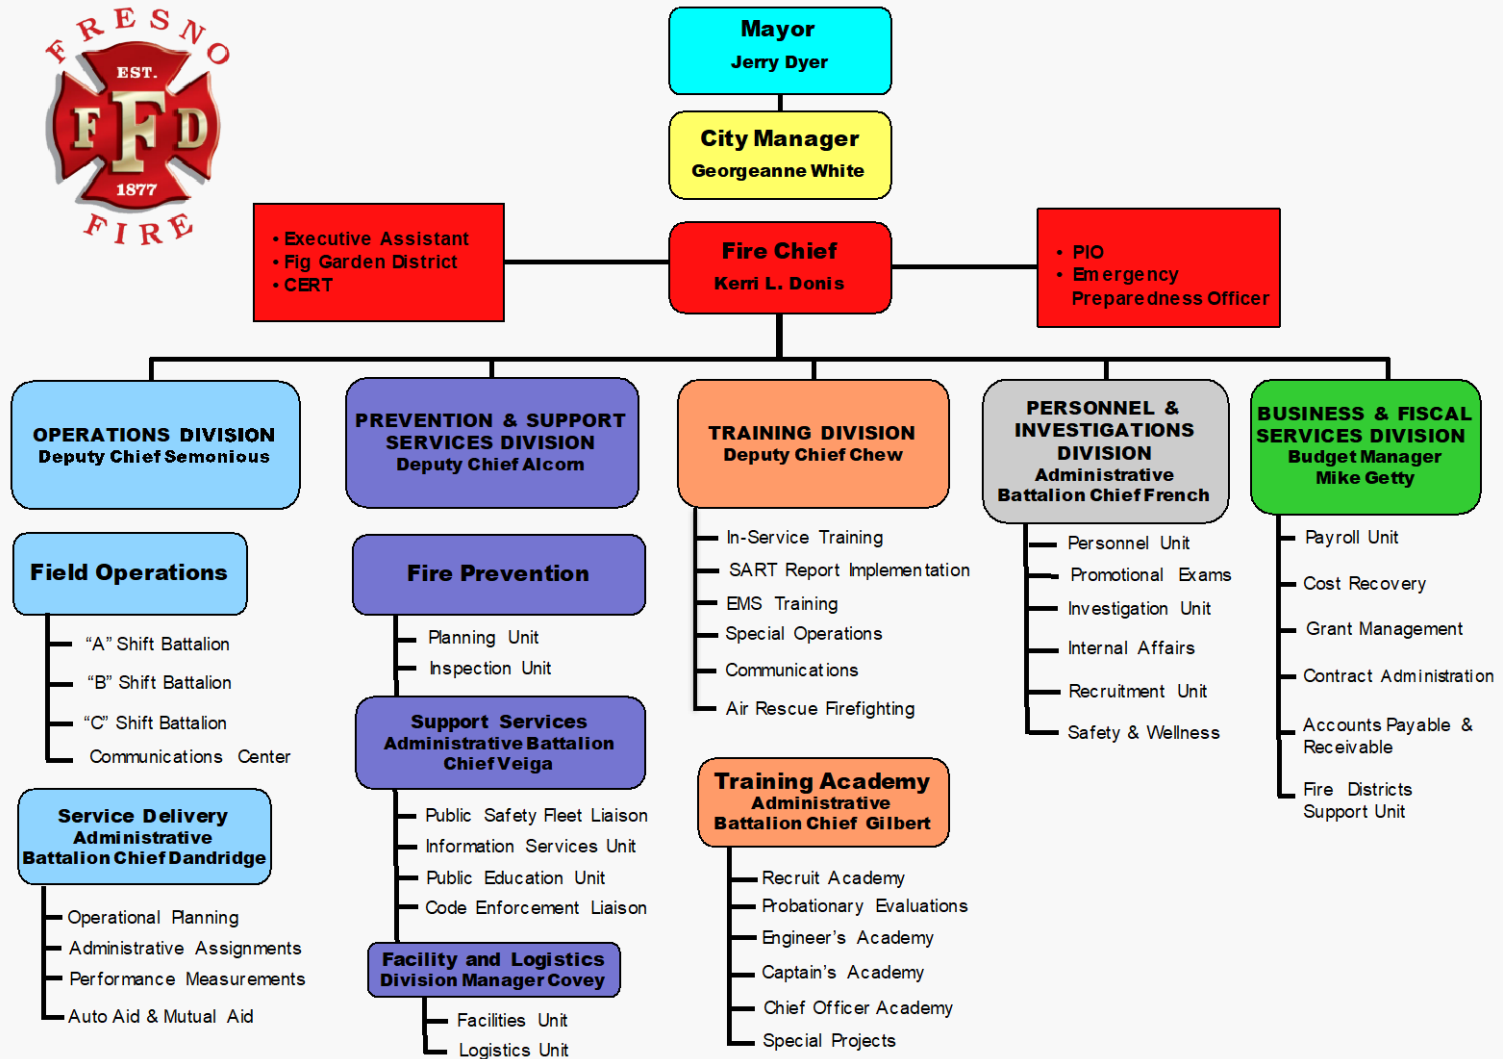 FRESNO
EST.
FFD
1877
FIRE
Mayor
Jerry Dyer
City Manager
Georgeanne White
• Executive Assistant
• Fig Garden District
• CERT
Fire Chief
Kerri L. Donis
• PIO
• Emergency
Preparedness Officer
OPERATIONS DIVISION
Deputy Chief Semonious
Field Operations
“A” Shift Battalion
“B” Shift Battalion
“C” Shift Battalion
Communications Center
Service Delivery
Administrative
Battalion Chief Dandridge
Operational Planning
Administrative Assignments
Performance Measurements
Auto Aid & Mutual Aid
PREVENTION & SUPPORT
SERVICES DIVISION
Deputy Chief Alcorn
Fire Prevention
Planning Unit
Inspection Unit
Support Services
Administrative Battalion
Chief Veiga
Public Safety Fleet Liaison
Information Services Unit
Public Education Unit
Code Enforcement Liaison
Facility and Logistics
Division Manager Covey
Facilities Unit
Logistics Unit
TRAINING DIVISION
Deputy Chief Chew
In-Service Training
SART Report Implementation
EMS Training
Special Operations
Communications
Air Rescue Firefighting
Training Academy
Administrative
Battalion Chief Gilbert
Recruit Academy
Probationary Evaluations
Engineer’s Academy
Captain’s Academy
Chief Officer Academy
Special Projects
PERSONNEL &
INVESTIGATIONS
DIVISION
Administrative
Battalion Chief French
Personnel Unit
Promotional Exams
Investigation Unit
Internal Affairs
Recruitment Unit
Safety & Wellness
BUSINESS & FISCAL
SERVICES DIVISION
Budget Manager
Mike Getty
Payroll Unit
Cost Recovery
Grant Management
Contract Administration
Accounts Payable &
Receivable
Fire Districts
Support Unit